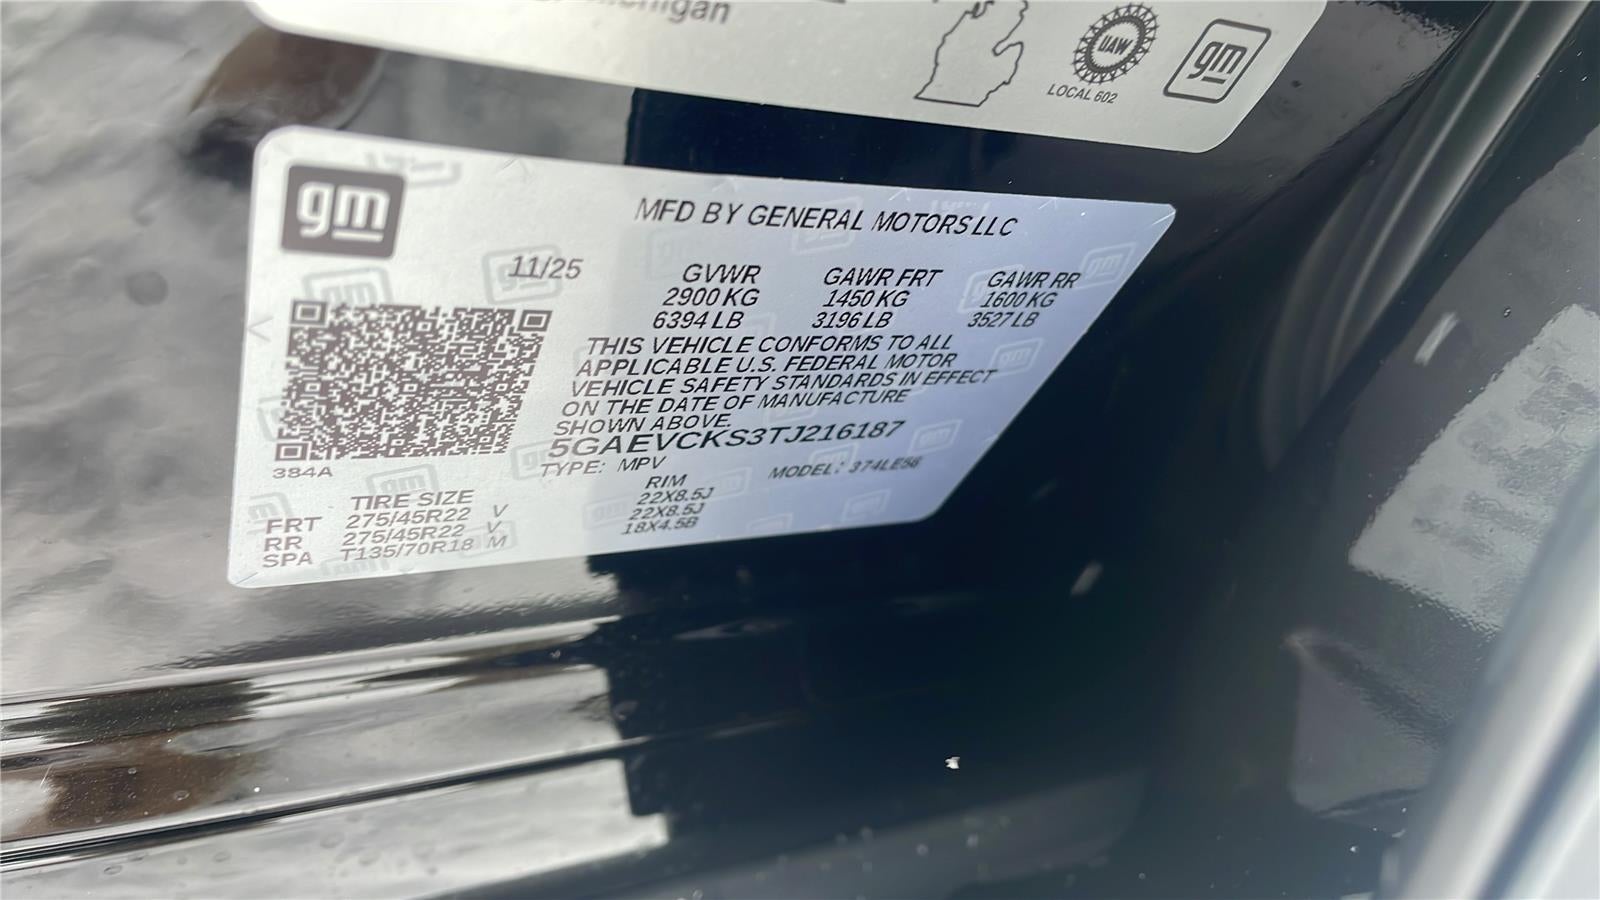 Michigan
UAW
LOCAL 602
gm
gm
MFD BY GENERAL MOTORS LLC
11/25
GVWR GAWR FRT GAWR RR
2900 KG 1450 KG 1600 KG
6394 LB 3196 LB 3527 LB
THIS VEHICLE CONFORMS TO ALL
APPLICABLE U.S. FEDERAL MOTOR
VEHICLE SAFETY STANDARDS IN EFFECT
ON THE DATE OF MANUFACTURE
SHOWN ABOVE.
5GAEVCKS3TJ216187
384A
TYPE: MPV MODEL: 374LE56
TIRE SIZE RIM
FRT 275/45R22 V 22X8.5J
RR 275/45R22 V 22X8.5J
SPA T135/70R18 M 18X4.5B